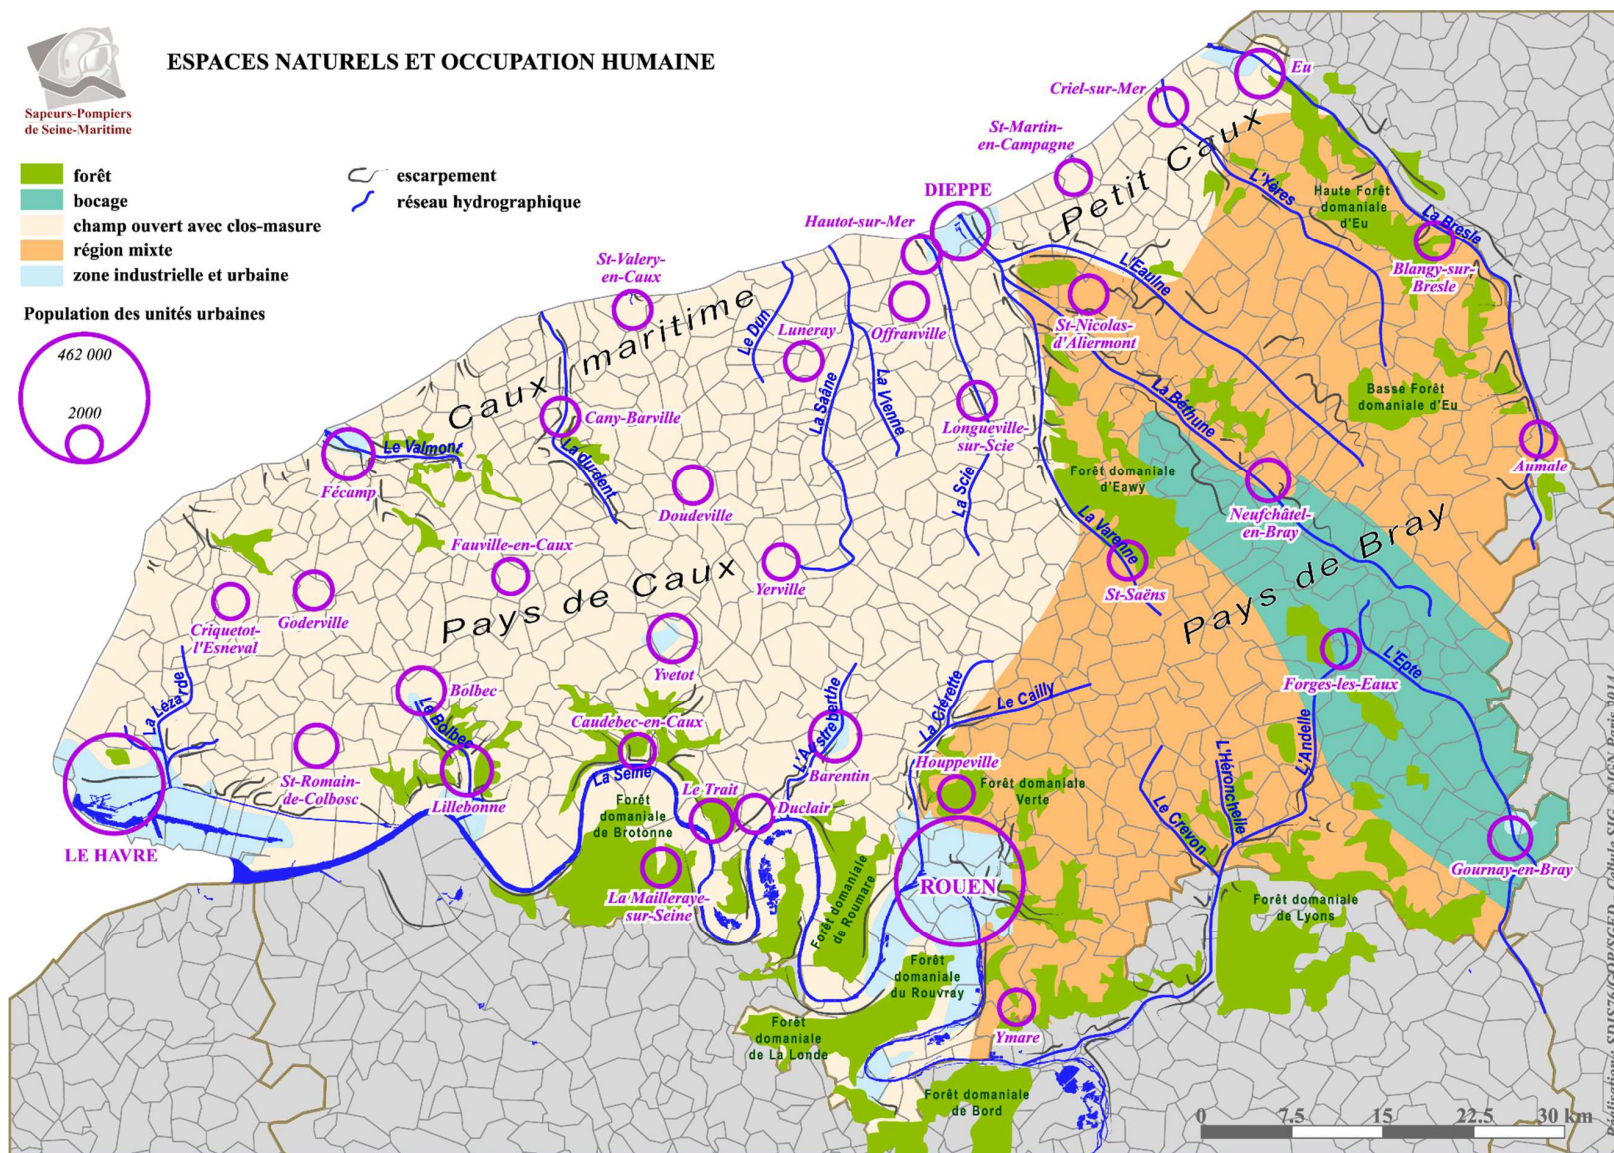 ESPACES NATURELS ET OCCUPATION HUMAINE
Sapeurs-Pompiers
de Seine-Maritime
forêt
bocage
champ ouvert avec clos-masure
région mixte
zone industrielle et urbaine
escarpement
réseau hydrographique
Population des unités urbaines
462 000
2000
Eu
Criel-sur-Mer
St-Martin-
en-Campagne
Petit Caux
DIEPPE
Hautot-sur-Mer
L'Yères
Haute Forêt
domaniale
d'Eu
La Bresle
Blangy-sur-
Bresle
St-Valery-
en-Caux
Caux maritime
Le Dun
Luneray
La Saâne
La Vienne
Offranville
L'Eaulne
St-Nicolas-
d'Aliermont
La Béthune
Basse Forêt
domaniale d'Eu
Aumale
Cany-Barville
La durdent
Le Valmont
Fécamp
Longueville-
sur-Scie
La Scie
Doudeville
Forêt domaniale
d'Eawy
La Varenne
St-Saëns
Neufchâtel-
en-Bray
Pays de Bray
Fauville-en-Caux
Pays de Caux
Yerville
Criquetot-
l'Esneval
Goderville
Yvetot
Forges-les-Eaux
L'Epte
La Lézarde
Bolbec
Le Bolbec
Caudebec-en-Caux
La Seine
L'Austreberthe
Barentin
La Clérette
Le Cailly
L'Andelle
L'Héronchelle
Le Crevon
St-Romain-
de-Colbosc
Lillebonne
LE HAVRE
Forêt
domaniale
de Brotonne
Le Trait
Duclair
Houppeville
Forêt domaniale
Verte
La Mailleraye-
sur-Seine
Forêt domaniale
de Roumare
ROUEN
Gournay-en-Bray
Forêt domaniale
de Lyons
Forêt
domaniale
du Rouvray
Forêt
domaniale
de La Londe
Ymare
Forêt domaniale
de Bord
0 7.5 15 22.5 30 km